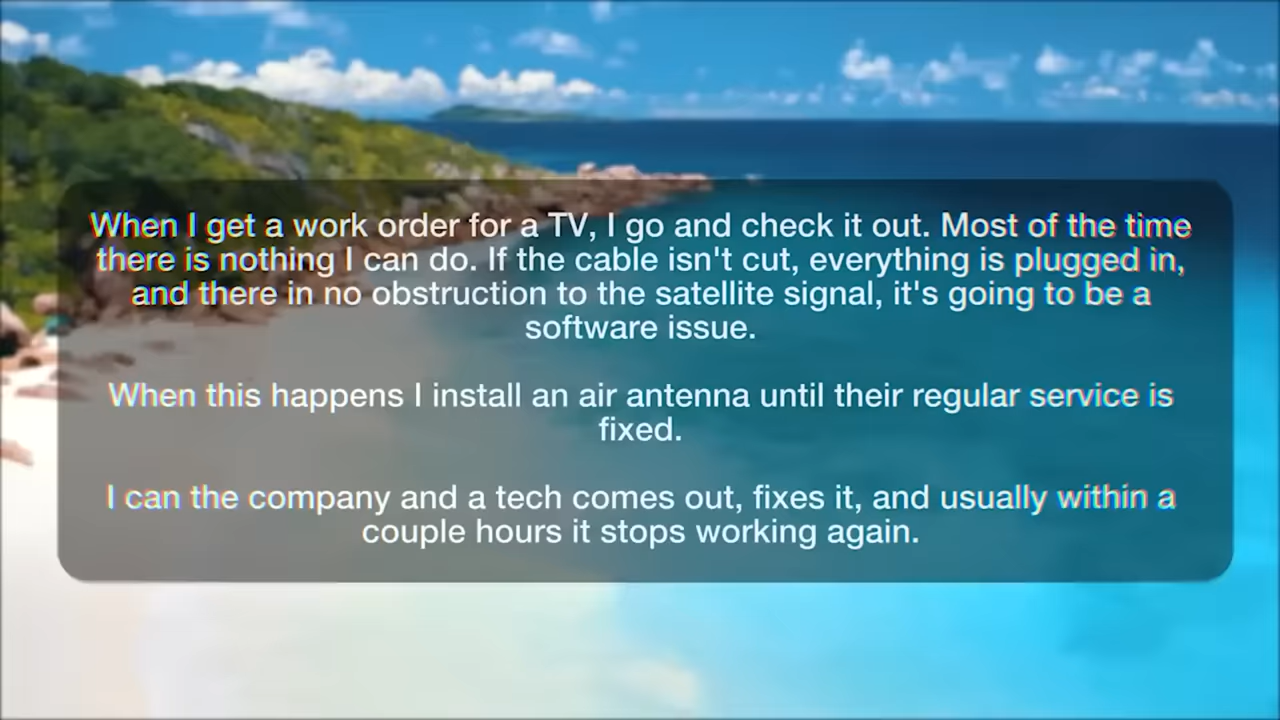 When I get a work order for a TV, I go and check it out. Most of the time
there is nothing I can do. If the cable isn't cut, everything is plugged in,
and there in no obstruction to the satellite signal, it's going to be a
software issue.
When this happens I install an air antenna until their regular service is
fixed.
I can the company and a tech comes out, fixes it, and usually within a
couple hours it stops working again.